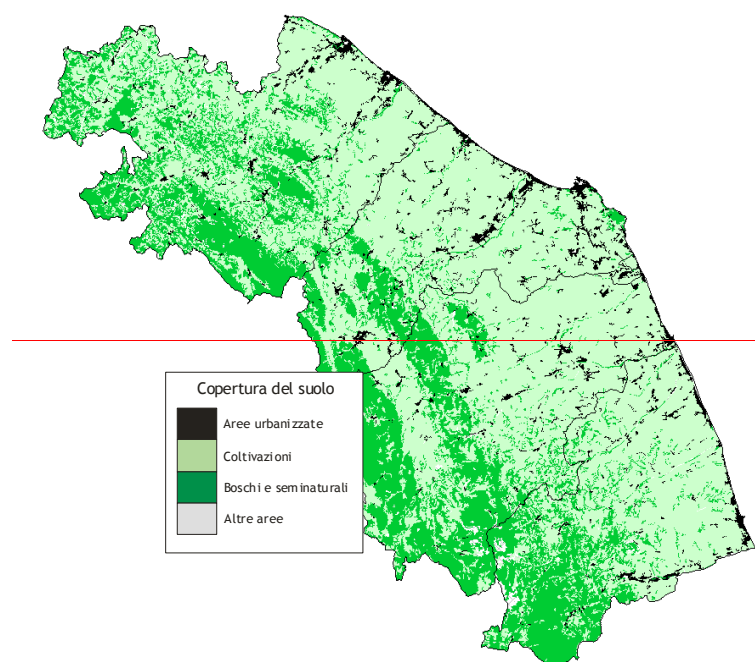 Copertura del suolo
Aree urbanizzate
Coltivazioni
Boschi e seminaturali
Altre aree